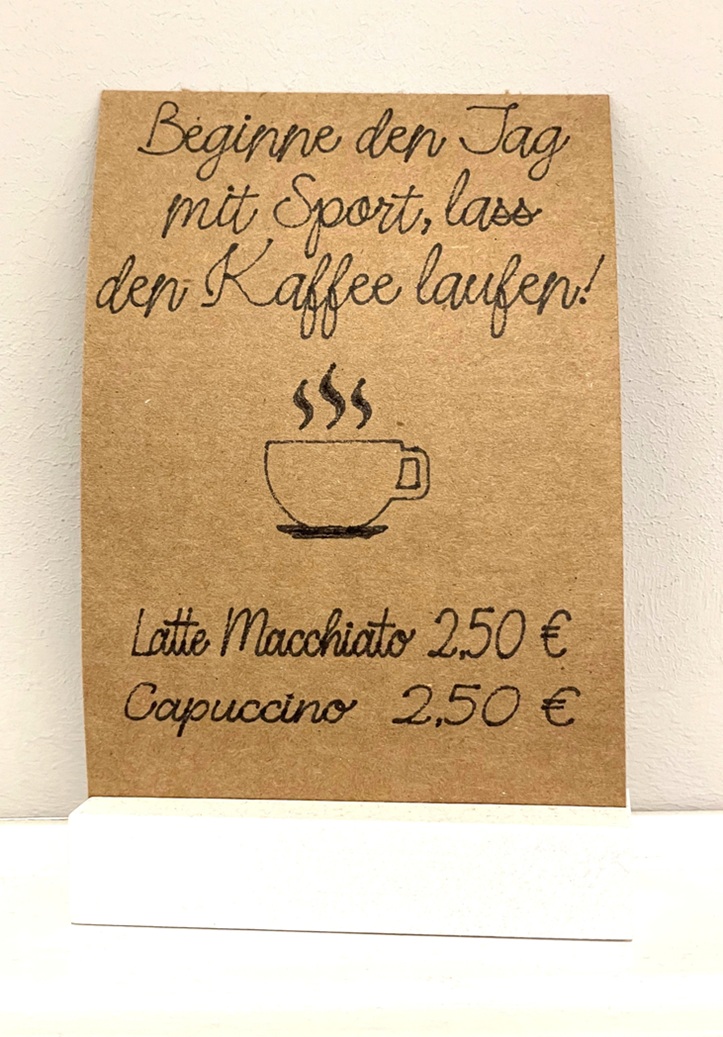 Beginne den Tag
mit Sport, lass
den Kaffee laufen!
Latte Macchiato 2,50 €
Capuccino 2,50 €